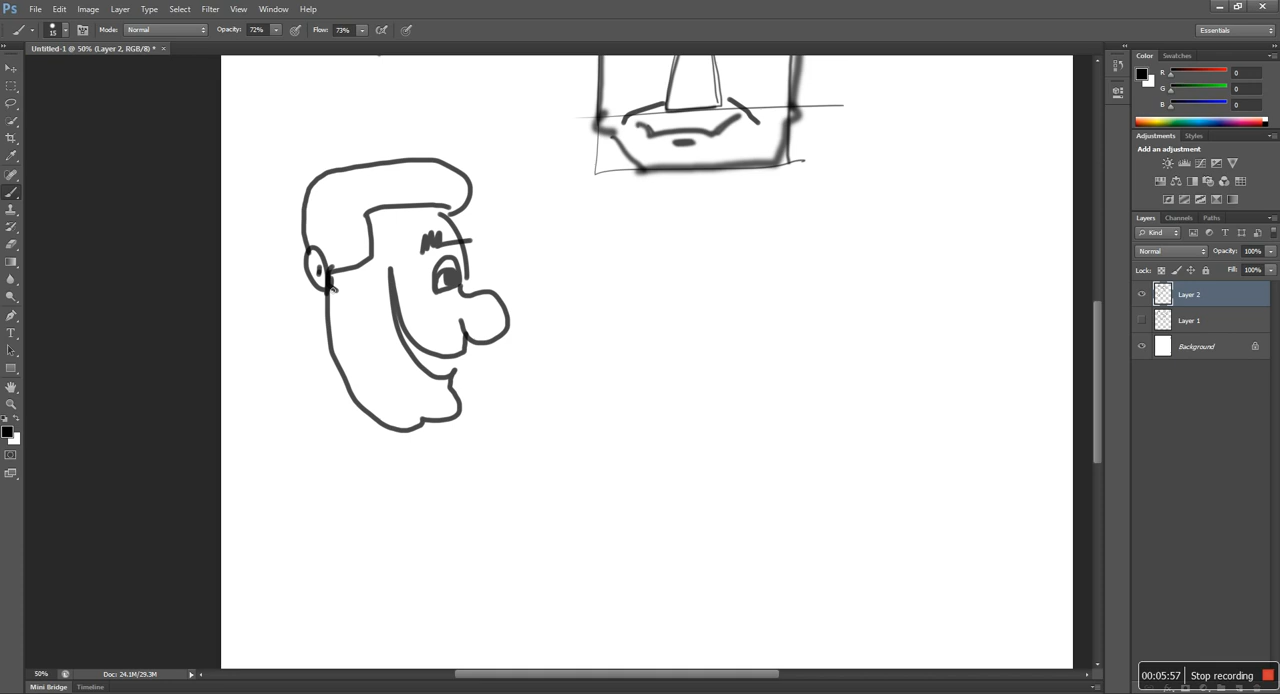 Ps File Edit Image Layer Type Select Filter View Window Help
15 Mode: Normal Opacity: 72% Flow: 73% Essentials
Untitled-1 @ 50% (Layer 2, RGB/8) * ×
Color Swatches
R 0
G 0
B 0
Adjustments Styles
Add an adjustment
Layers Channels Paths
Kind
Normal Opacity: 100%
Lock: Fill: 100%
Layer 2
Layer 1
Background
50% Doc: 24.1M/29.3M
Mini Bridge Timeline
00:05:57 Stop recording